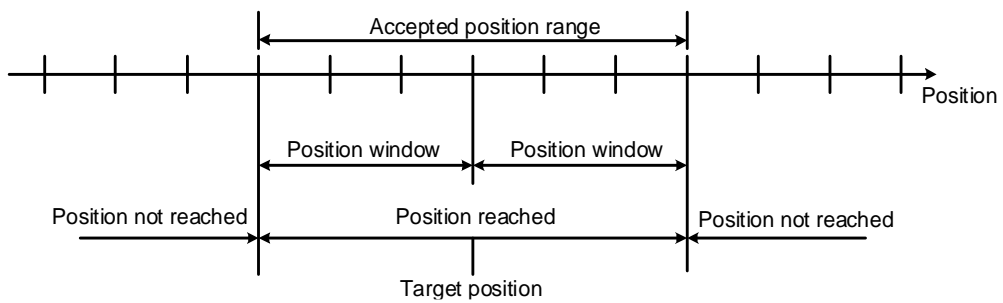 Accepted position range
Position
Position window
Position window
Position not reached
Position reached
Position not reached
Target position